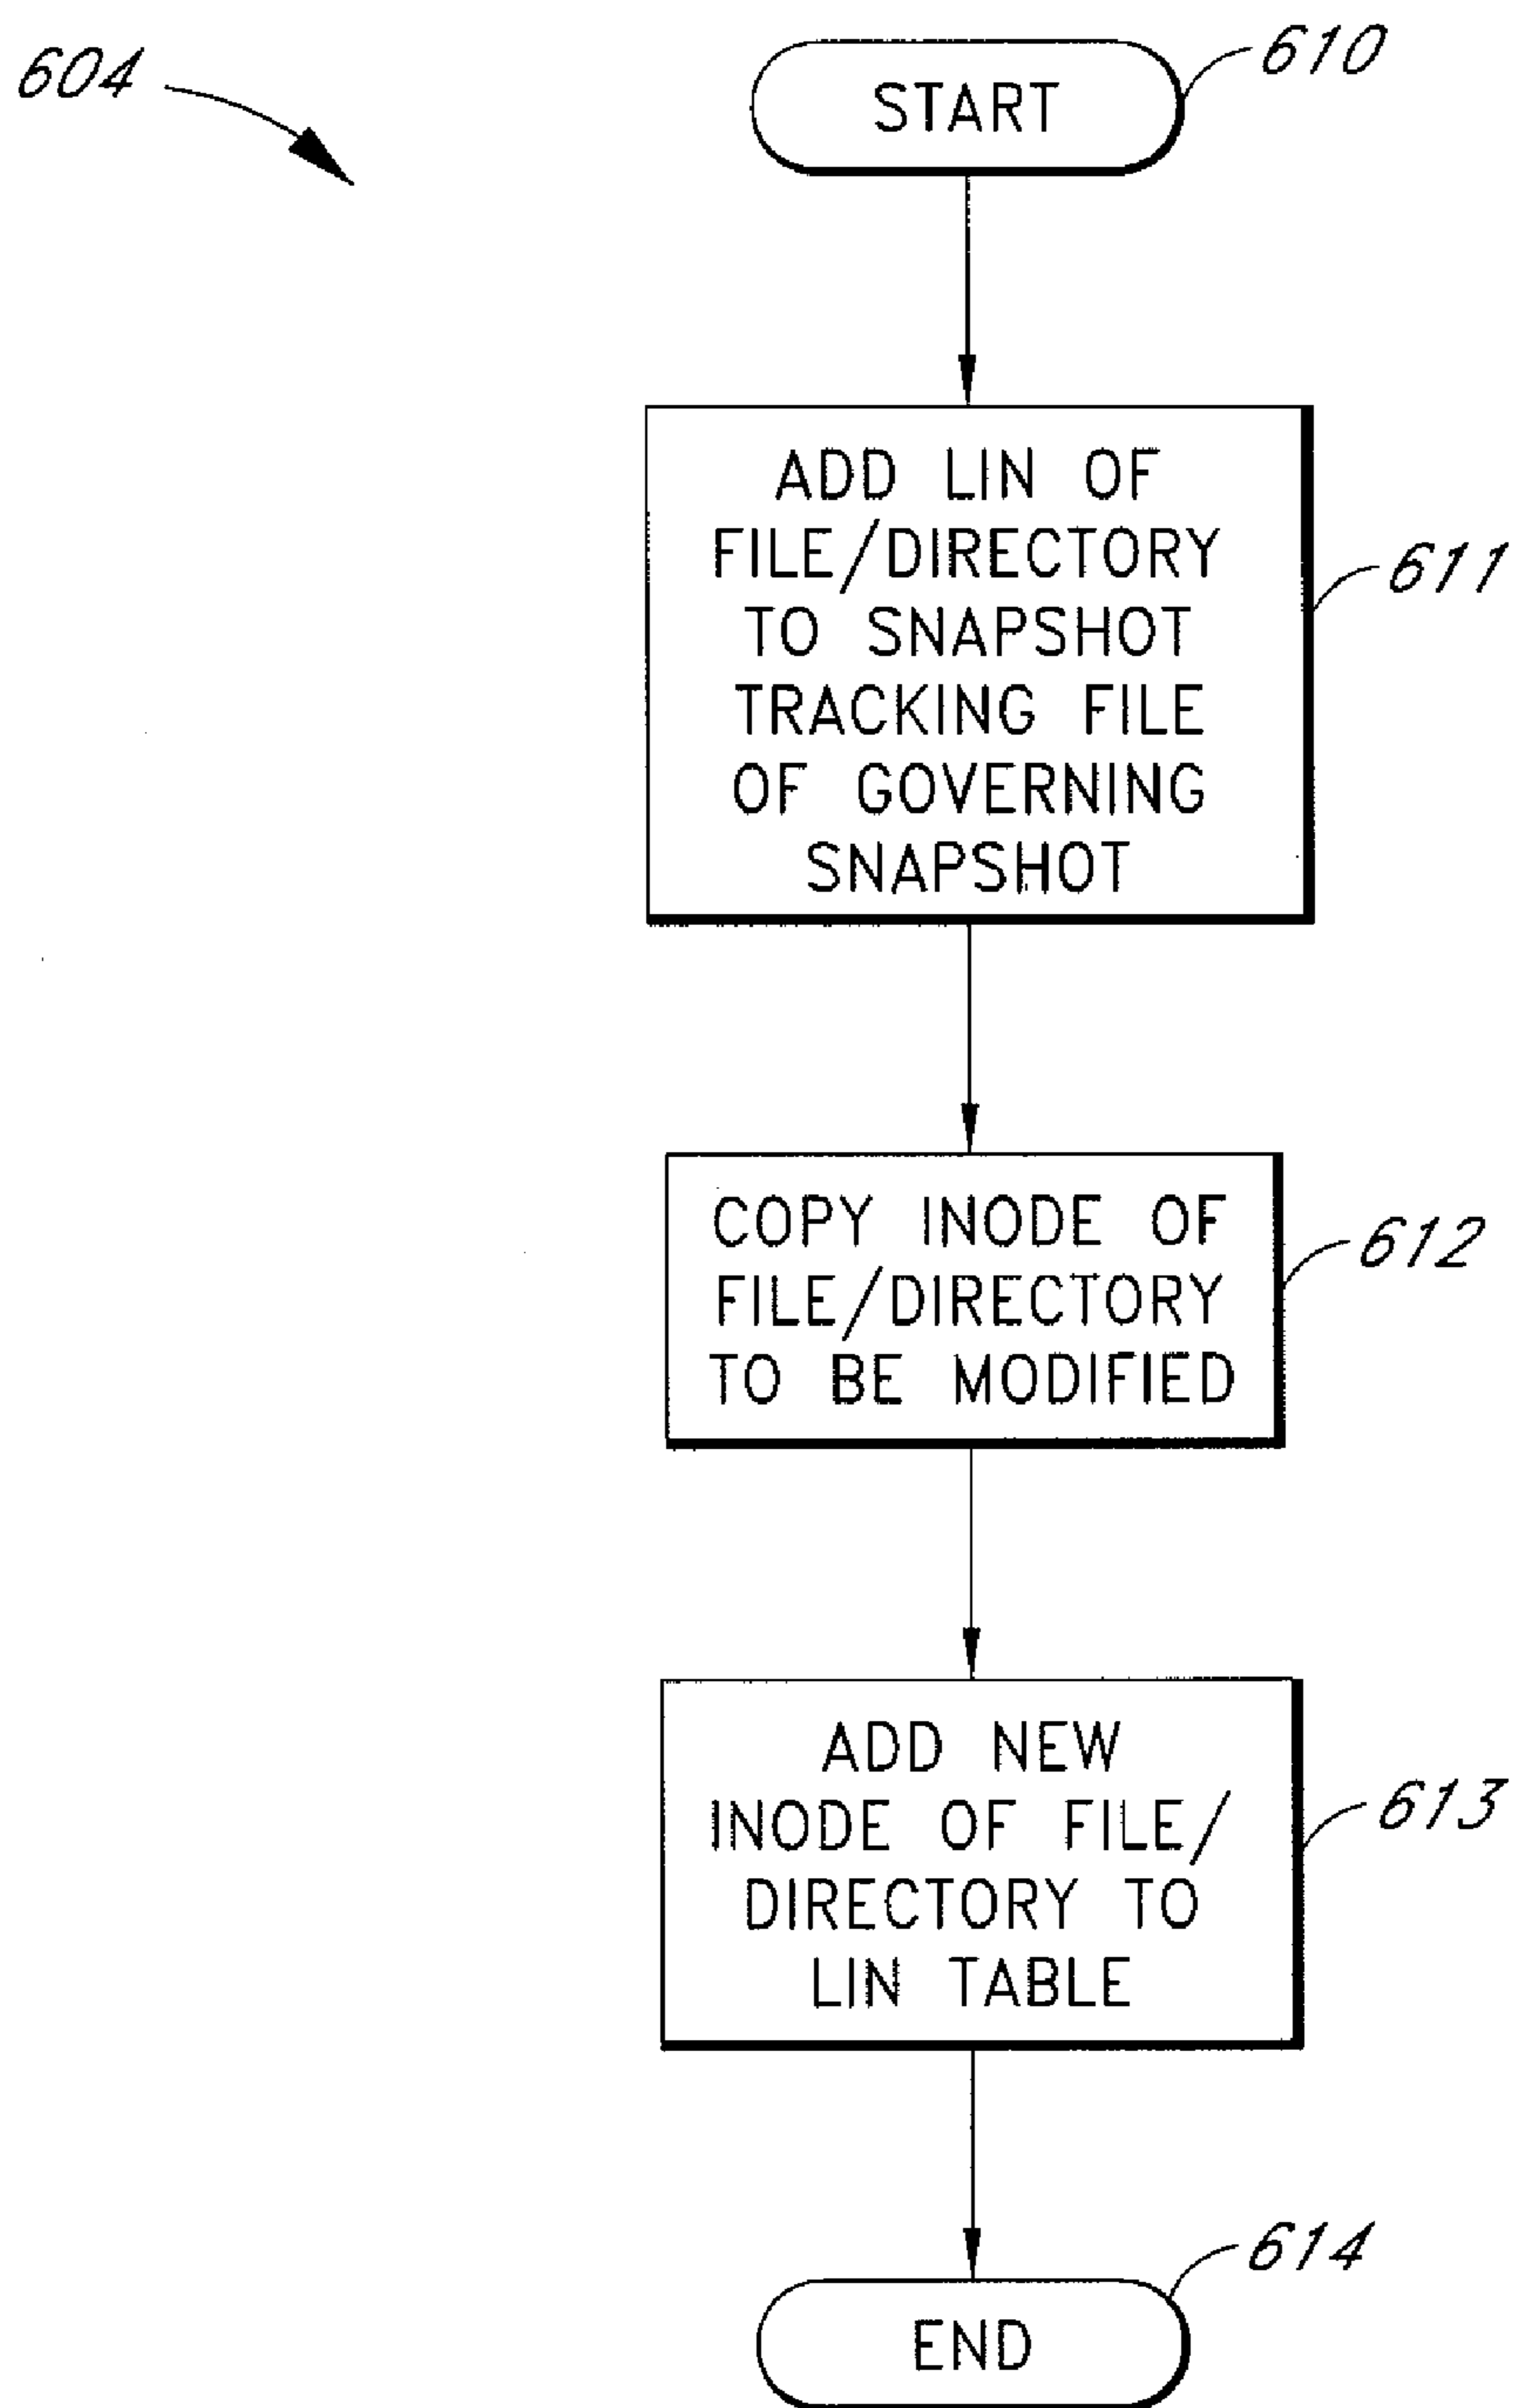 604
610
START
ADD LIN OF
FILE/DIRECTORY
TO SNAPSHOT
TRACKING FILE
OF GOVERNING
SNAPSHOT
611
COPY INODE OF
FILE/DIRECTORY
TO BE MODIFIED
612
ADD NEW
INODE OF FILE/
DIRECTORY TO
LIN TABLE
613
614
END